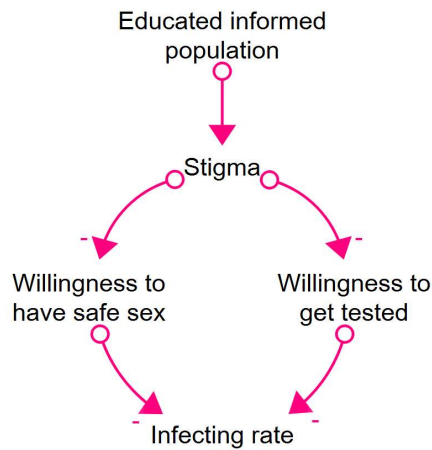 Educated informed
population
Stigma
-
-
Willingness to
have safe sex
Willingness to
get tested
-
-
Infecting rate